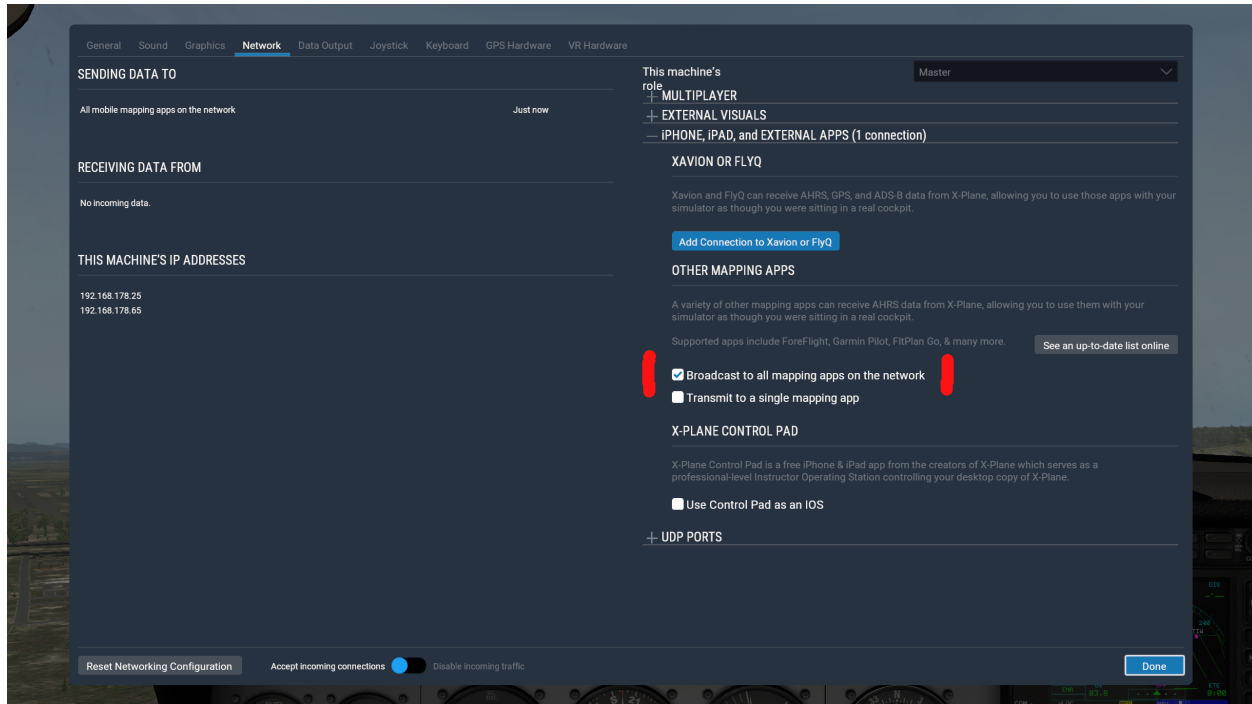 General Sound Graphics Network Data Output Joystick Keyboard GPS Hardware VR Hardware
SENDING DATA TO
All mobile mapping apps on the network Just now
RECEIVING DATA FROM
No incoming data.
THIS MACHINE'S IP ADDRESSES
192.168.178.25
192.168.178.65
This machine's
role
Master
MULTIPLAYER
EXTERNAL VISUALS
iPHONE, iPAD, and EXTERNAL APPS (1 connection)
XAVION OR FLYQ
Xavion and FlyQ can receive AHRS, GPS, and ADS-B data from X-Plane, allowing you to use those apps with your
simulator as though you were sitting in a real cockpit.
Add Connection to Xavion or FlyQ
OTHER MAPPING APPS
A variety of other mapping apps can receive AHRS data from X-Plane, allowing you to use them with your
simulator as though you were sitting in a real cockpit.
Supported apps include ForeFlight, Garmin Pilot, FltPlan Go, & many more.
See an up-to-date list online
Broadcast to all mapping apps on the network
Transmit to a single mapping app
X-PLANE CONTROL PAD
X-Plane Control Pad is a free iPhone & iPad app from the creators of X-Plane which serves as a
professional-level Instructor Operating Station controlling your desktop copy of X-Plane.
Use Control Pad as an IOS
UDP PORTS
Reset Networking Configuration Accept incoming connections Disable incoming traffic Done
DIS
240
ENR 83.0
ETE
0:00